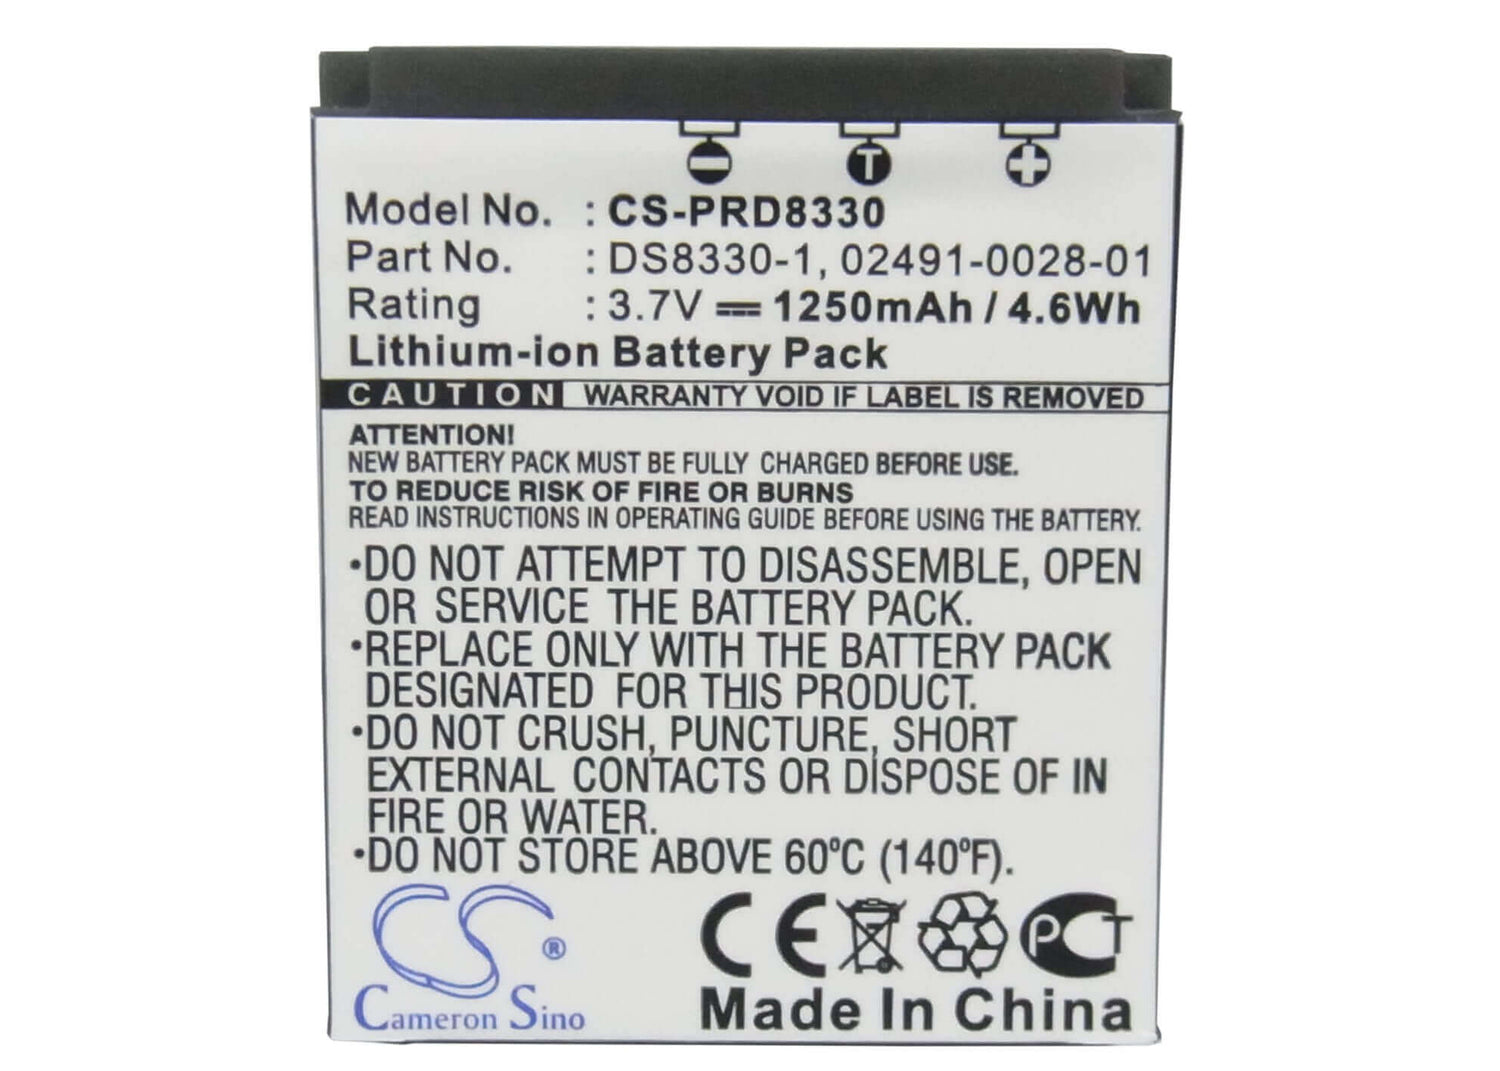 T
Model No. : CS-PRD8330
Part No. : DS8330-1, 02491-0028-01
Rating : 3.7V 1250mAh / 4.6Wh
Lithium-ion Battery Pack
CAUTION WARRANTY VOID IF LABEL IS REMOVED
ATTENTION!
NEW BATTERY PACK MUST BE FULLY CHARGED BEFORE USE.
TO REDUCE RISK OF FIRE OR BURNS
READ INSTRUCTIONS IN OPERATING GUIDE BEFORE USING THE BATTERY.
•DO NOT ATTEMPT TO DISASSEMBLE, OPEN
OR SERVICE THE BATTERY PACK.
•REPLACE ONLY WITH THE BATTERY PACK
DESIGNATED FOR THIS PRODUCT.
•DO NOT CRUSH, PUNCTURE, SHORT
EXTERNAL CONTACTS OR DISPOSE OF IN
FIRE OR WATER.
•DO NOT STORE ABOVE 60ºC (140ºF).
CS ®
Cameron Sino
CE PCT
Made In China